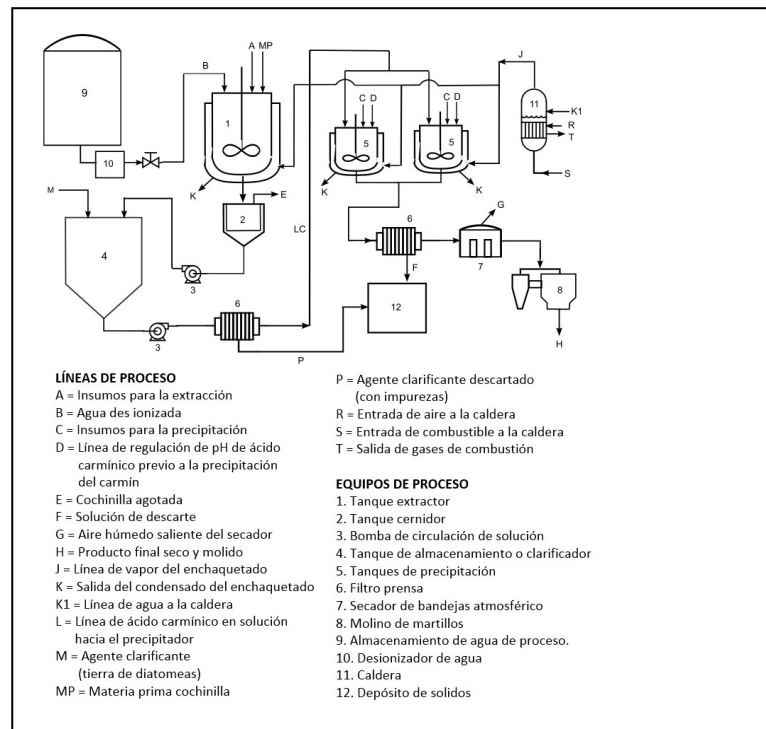 J
A MP
B
9
11
K1
R
T
C D
C D
1
5
5
10
S
K
K
K
E
M
2
G
LC
6
4
3
F
7
12
8
6
3
H
P
LÍNEAS DE PROCESO
A = Insumos para la extracción
B = Agua des ionizada
C = Insumos para la precipitación
D = Línea de regulación de pH de ácido
carmínico previo a la precipitación
del carmín
E = Cochinilla agotada
F = Solución de descarte
G = Aire húmedo saliente del secador
H = Producto final seco y molido
J = Línea de vapor del enchaquetado
K = Salida del condensado del enchaquetado
K1 = Línea de agua a la caldera
L = Línea de ácido carmínico en solución
hacia el precipitador
M = Agente clarificante
(tierra de diatomeas)
MP = Materia prima cochinilla
P = Agente clarificante descartado
(con impurezas)
R = Entrada de aire a la caldera
S = Entrada de combustible a la caldera
T = Salida de gases de combustión
EQUIPOS DE PROCESO
1. Tanque extractor
2. Tanque cernidor
3. Bomba de circulación de solución
4. Tanque de almacenamiento o clarificador
5. Tanques de precipitación
6. Filtro prensa
7. Secador de bandejas atmosférico
8. Molino de martillos
9. Almacenamiento de agua de proceso.
10. Desionizador de agua
11. Caldera
12. Depósito de solidos